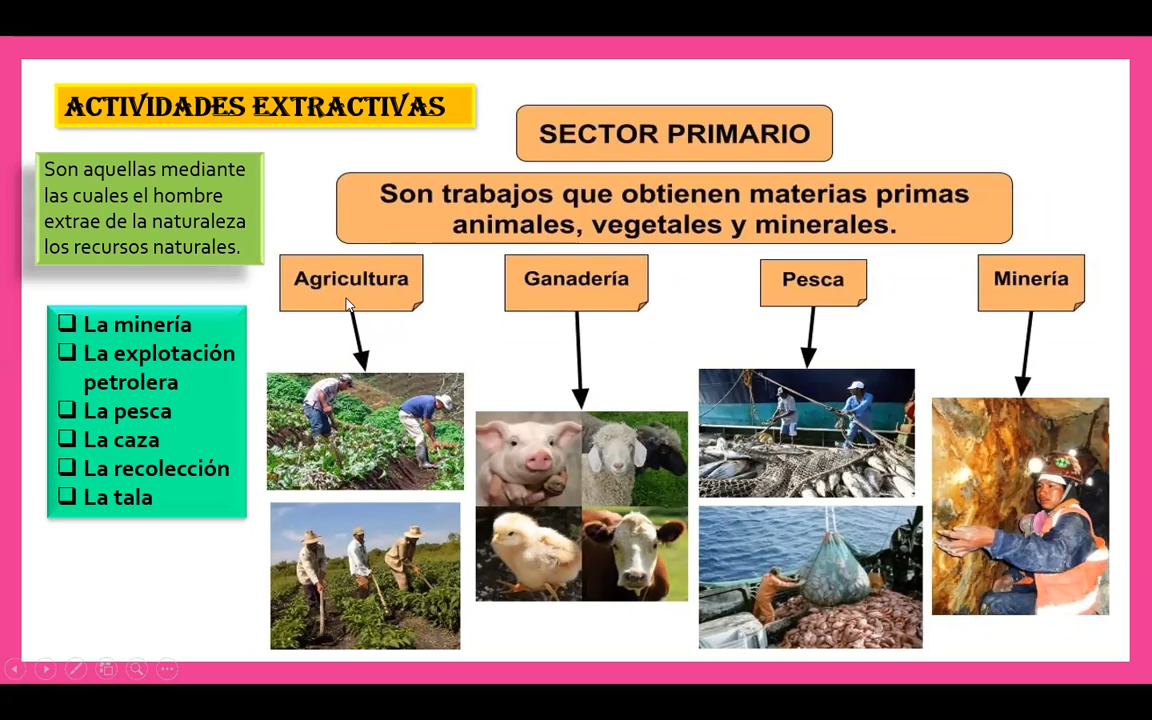 ACTIVIDADES EXTRACTIVAS
Son aquellas mediante
las cuales el hombre
extrae de la naturaleza
los recursos naturales.
La minería
La explotación
petrolera
La pesca
La caza
La recolección
La tala
SECTOR PRIMARIO
Son trabajos que obtienen materias primas
animales, vegetales y minerales.
Agricultura
Ganadería
Pesca
Minería